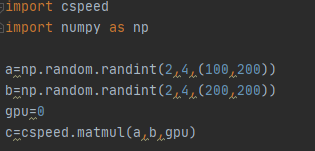 import cspeed
import numpy as np
a=np.random.randint(2,4,(100,200))
b=np.random.randint(2,4,(200,200))
gpu=0
c=cspeed.matmul(a,b,gpu)